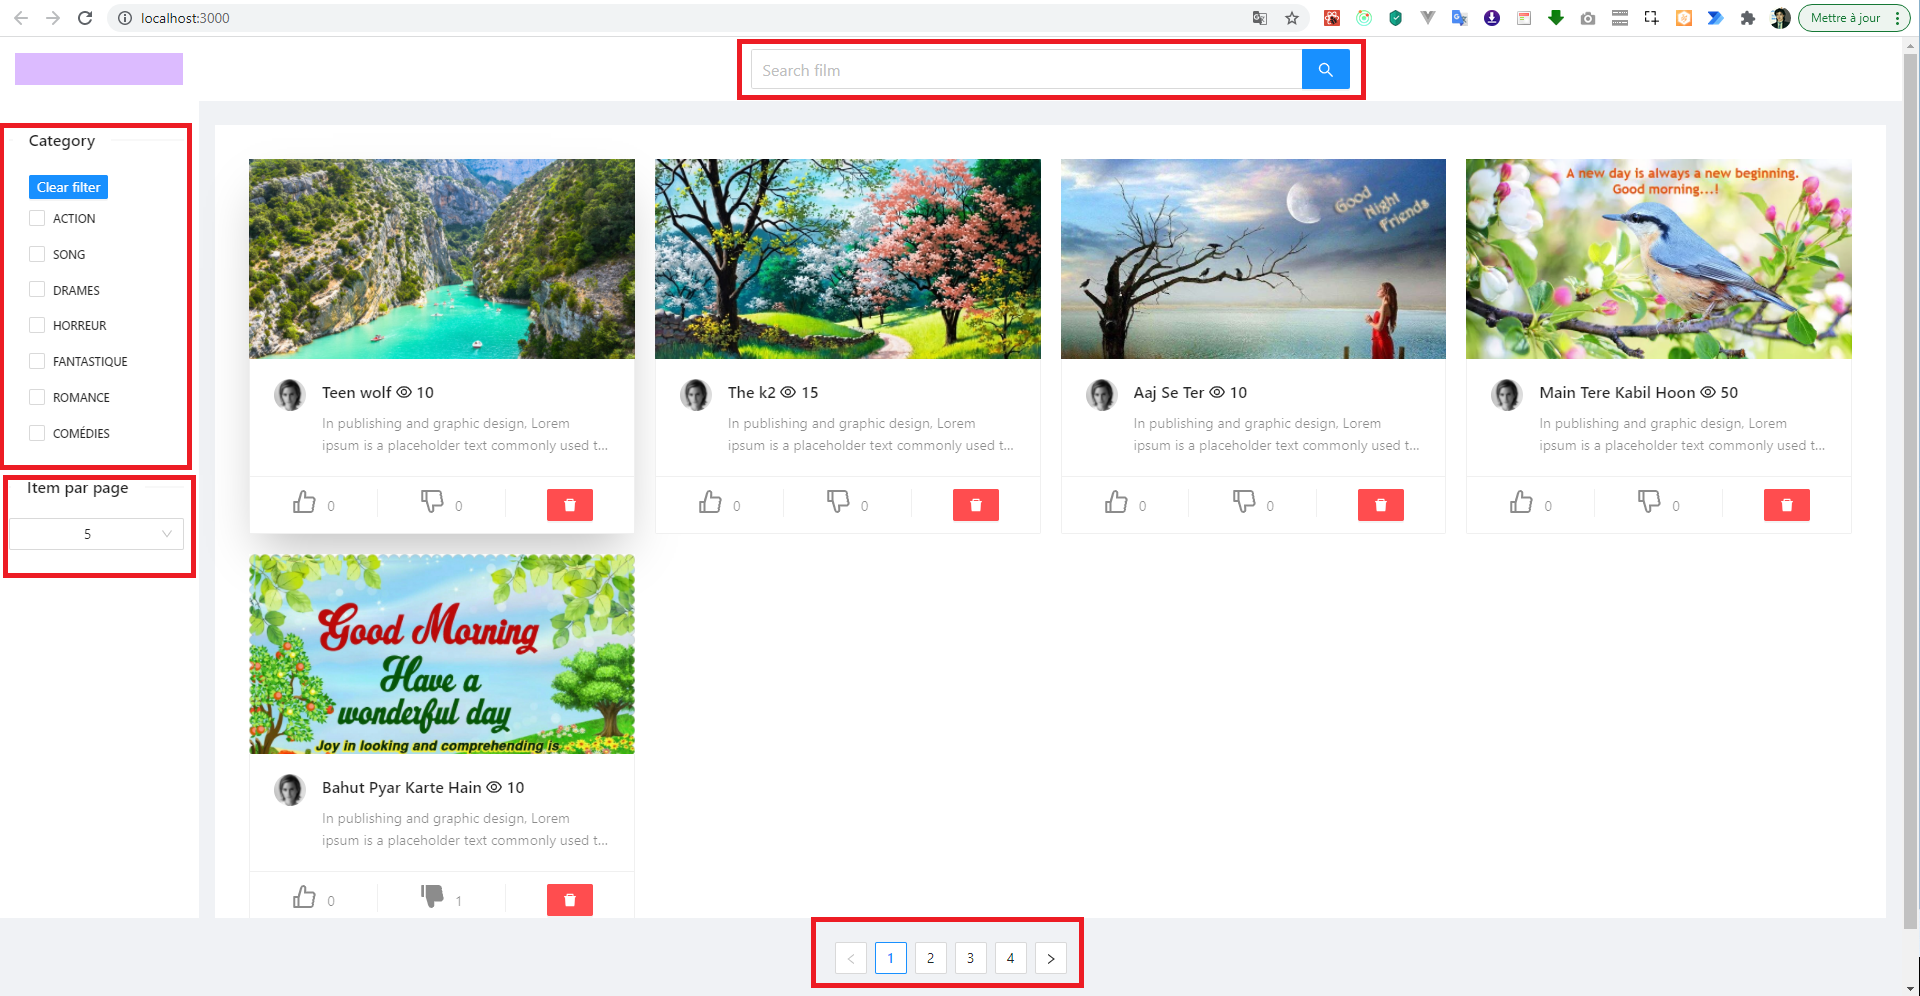 localhost:3000
Mettre à jour
Search film
Category
Clear filter
ACTION
SONG
DRAMES
HORREUR
FANTASTIQUE
ROMANCE
COMÉDIES
Item par page
5
Good
Night
Friends
A new day is always a new beginning.
Good morning...!
Teen wolf 10
In publishing and graphic design, Lorem
ipsum is a placeholder text commonly used t...
0 0
The k2 15
In publishing and graphic design, Lorem
ipsum is a placeholder text commonly used t...
0 0
Aaj Se Ter 10
In publishing and graphic design, Lorem
ipsum is a placeholder text commonly used t...
0 0
Main Tere Kabil Hoon 50
In publishing and graphic design, Lorem
ipsum is a placeholder text commonly used t...
0 0
Good Morning
Have a
wonderful day
Joy in looking and comprehending is
Bahut Pyar Karte Hain 10
In publishing and graphic design, Lorem
ipsum is a placeholder text commonly used t...
0 1
< 1 2 3 4 >